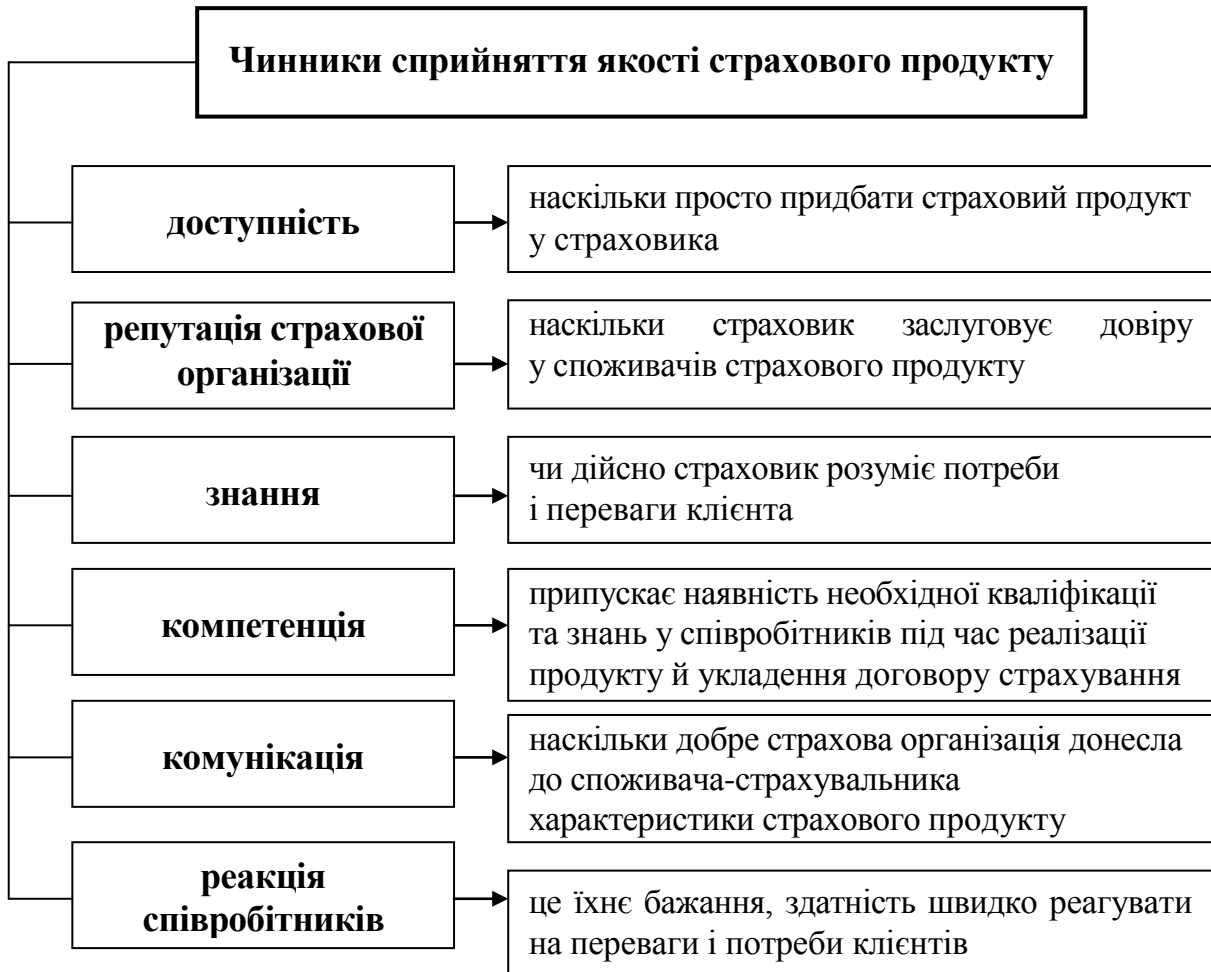 Чинники сприйняття якості страхового продукту
доступність
наскільки просто придбати страховий продукт
у страховика
репутація страхової
організації
наскільки страховик заслуговує довіру
у споживачів страхового продукту
знання
чи дійсно страховик розуміє потреби
і переваги клієнта
компетенція
припускає наявність необхідної кваліфікації
та знань у співробітників під час реалізації
продукту й укладення договору страхування
комунікація
наскільки добре страхова організація донесла
до споживача-страхувальника
характеристики страхового продукту
реакція
співробітників
це їхнє бажання, здатність швидко реагувати
на переваги і потреби клієнтів